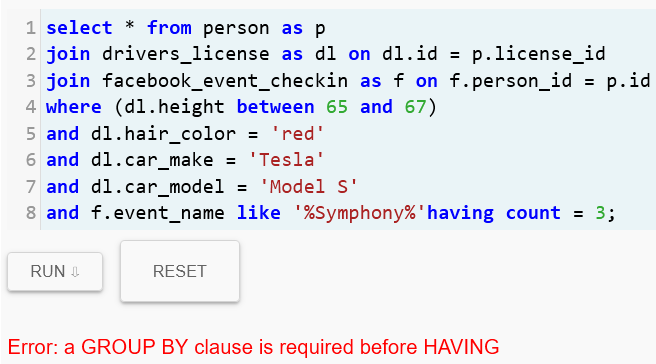 1 select * from person as p
2 join drivers_license as dl on dl.id = p.license_id
3 join facebook_event_checkin as f on f.person_id = p.id
4 where (dl.height between 65 and 67)
5 and dl.hair_color = 'red'
6 and dl.car_make = 'Tesla'
7 and dl.car_model = 'Model S'
8 and f.event_name like '%Symphony%'having count = 3;
RUN ⇩ RESET
Error: a GROUP BY clause is required before HAVING